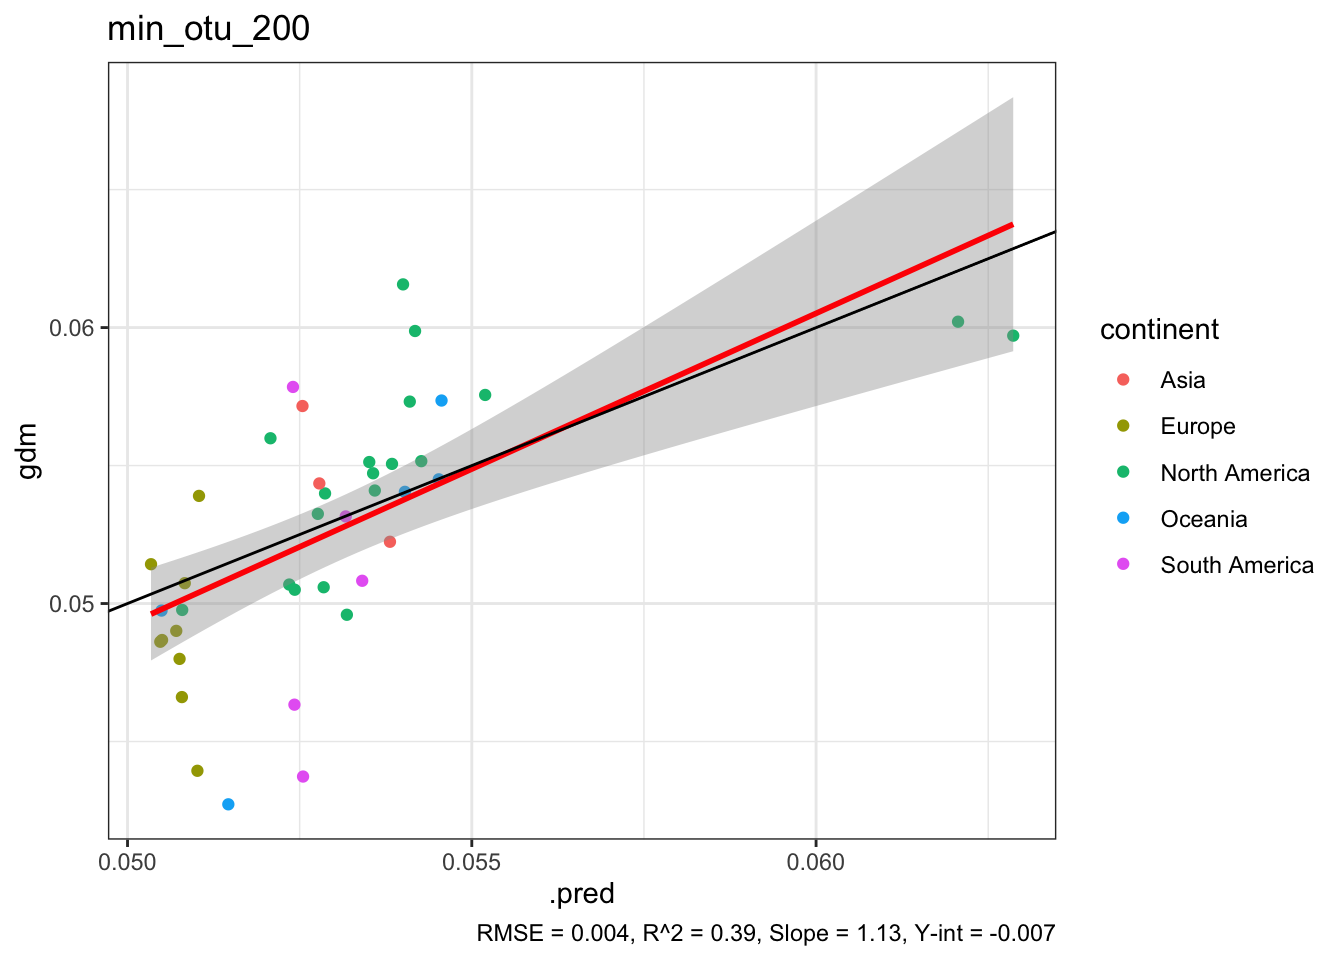 min_otu_200
gdm
0.06
0.05
0.050
0.055
0.060
.pred
continent
Asia
Europe
North America
Oceania
South America
RMSE = 0.004, R^2 = 0.39, Slope = 1.13, Y-int = -0.007